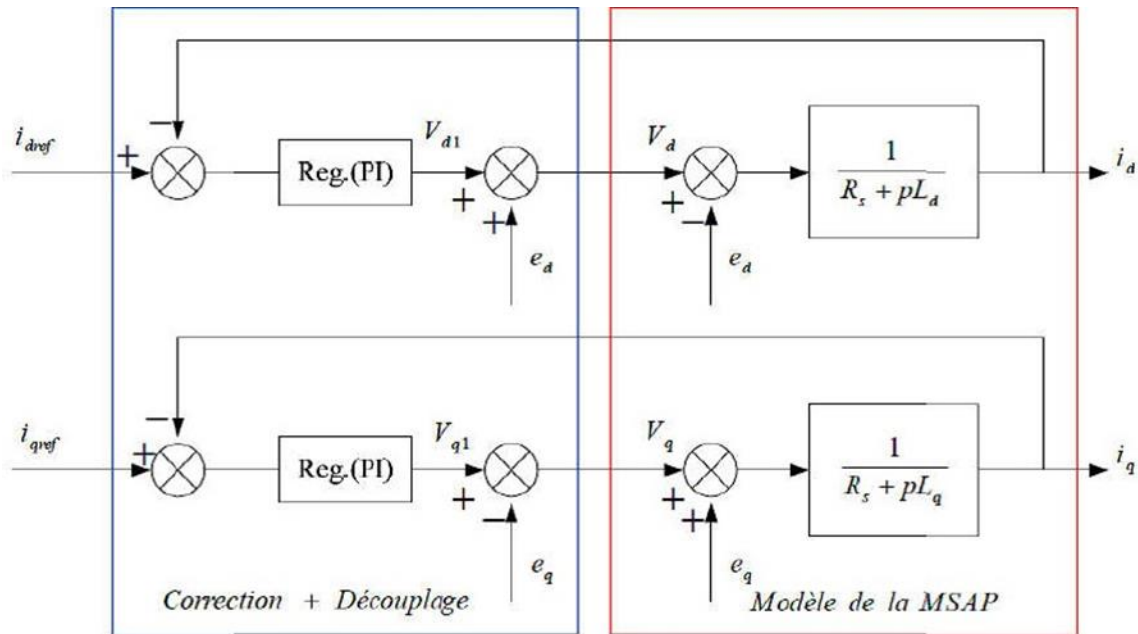 i_dref
+
−
Reg.(PI)
V_d1
+
+
e_d
V_d
+
−
e_d
1
R_s + pL_d
i_d
i_qref
+
−
Reg.(PI)
V_q1
+
−
e_q
V_q
+
+
e_q
1
R_s + pL_q
i_q
Correction + Découplage
Modèle de la MSAP